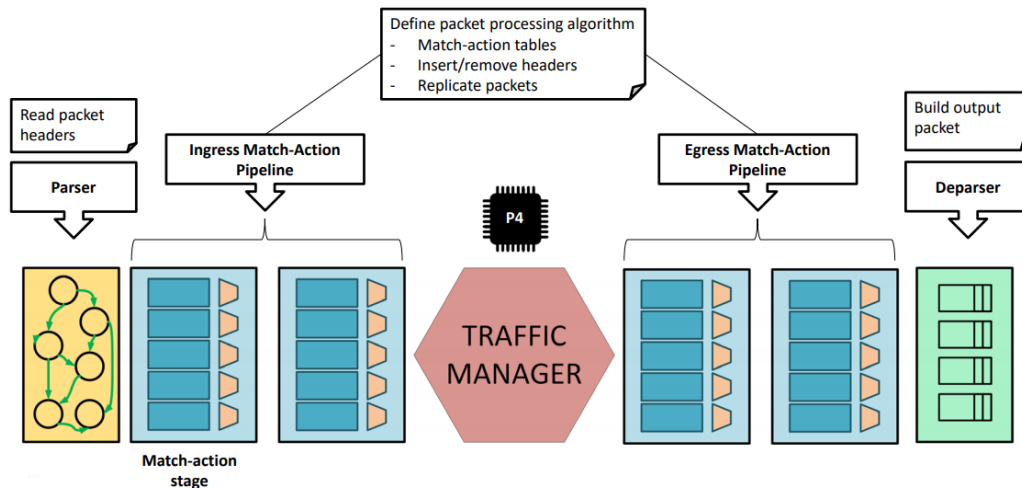 Define packet processing algorithm
- Match-action tables
- Insert/remove headers
- Replicate packets
Read packet
headers
Build output
packet
Parser
Ingress Match-Action
Pipeline
Egress Match-Action
Pipeline
Deparser
P4
TRAFFIC
MANAGER
Match-action
stage